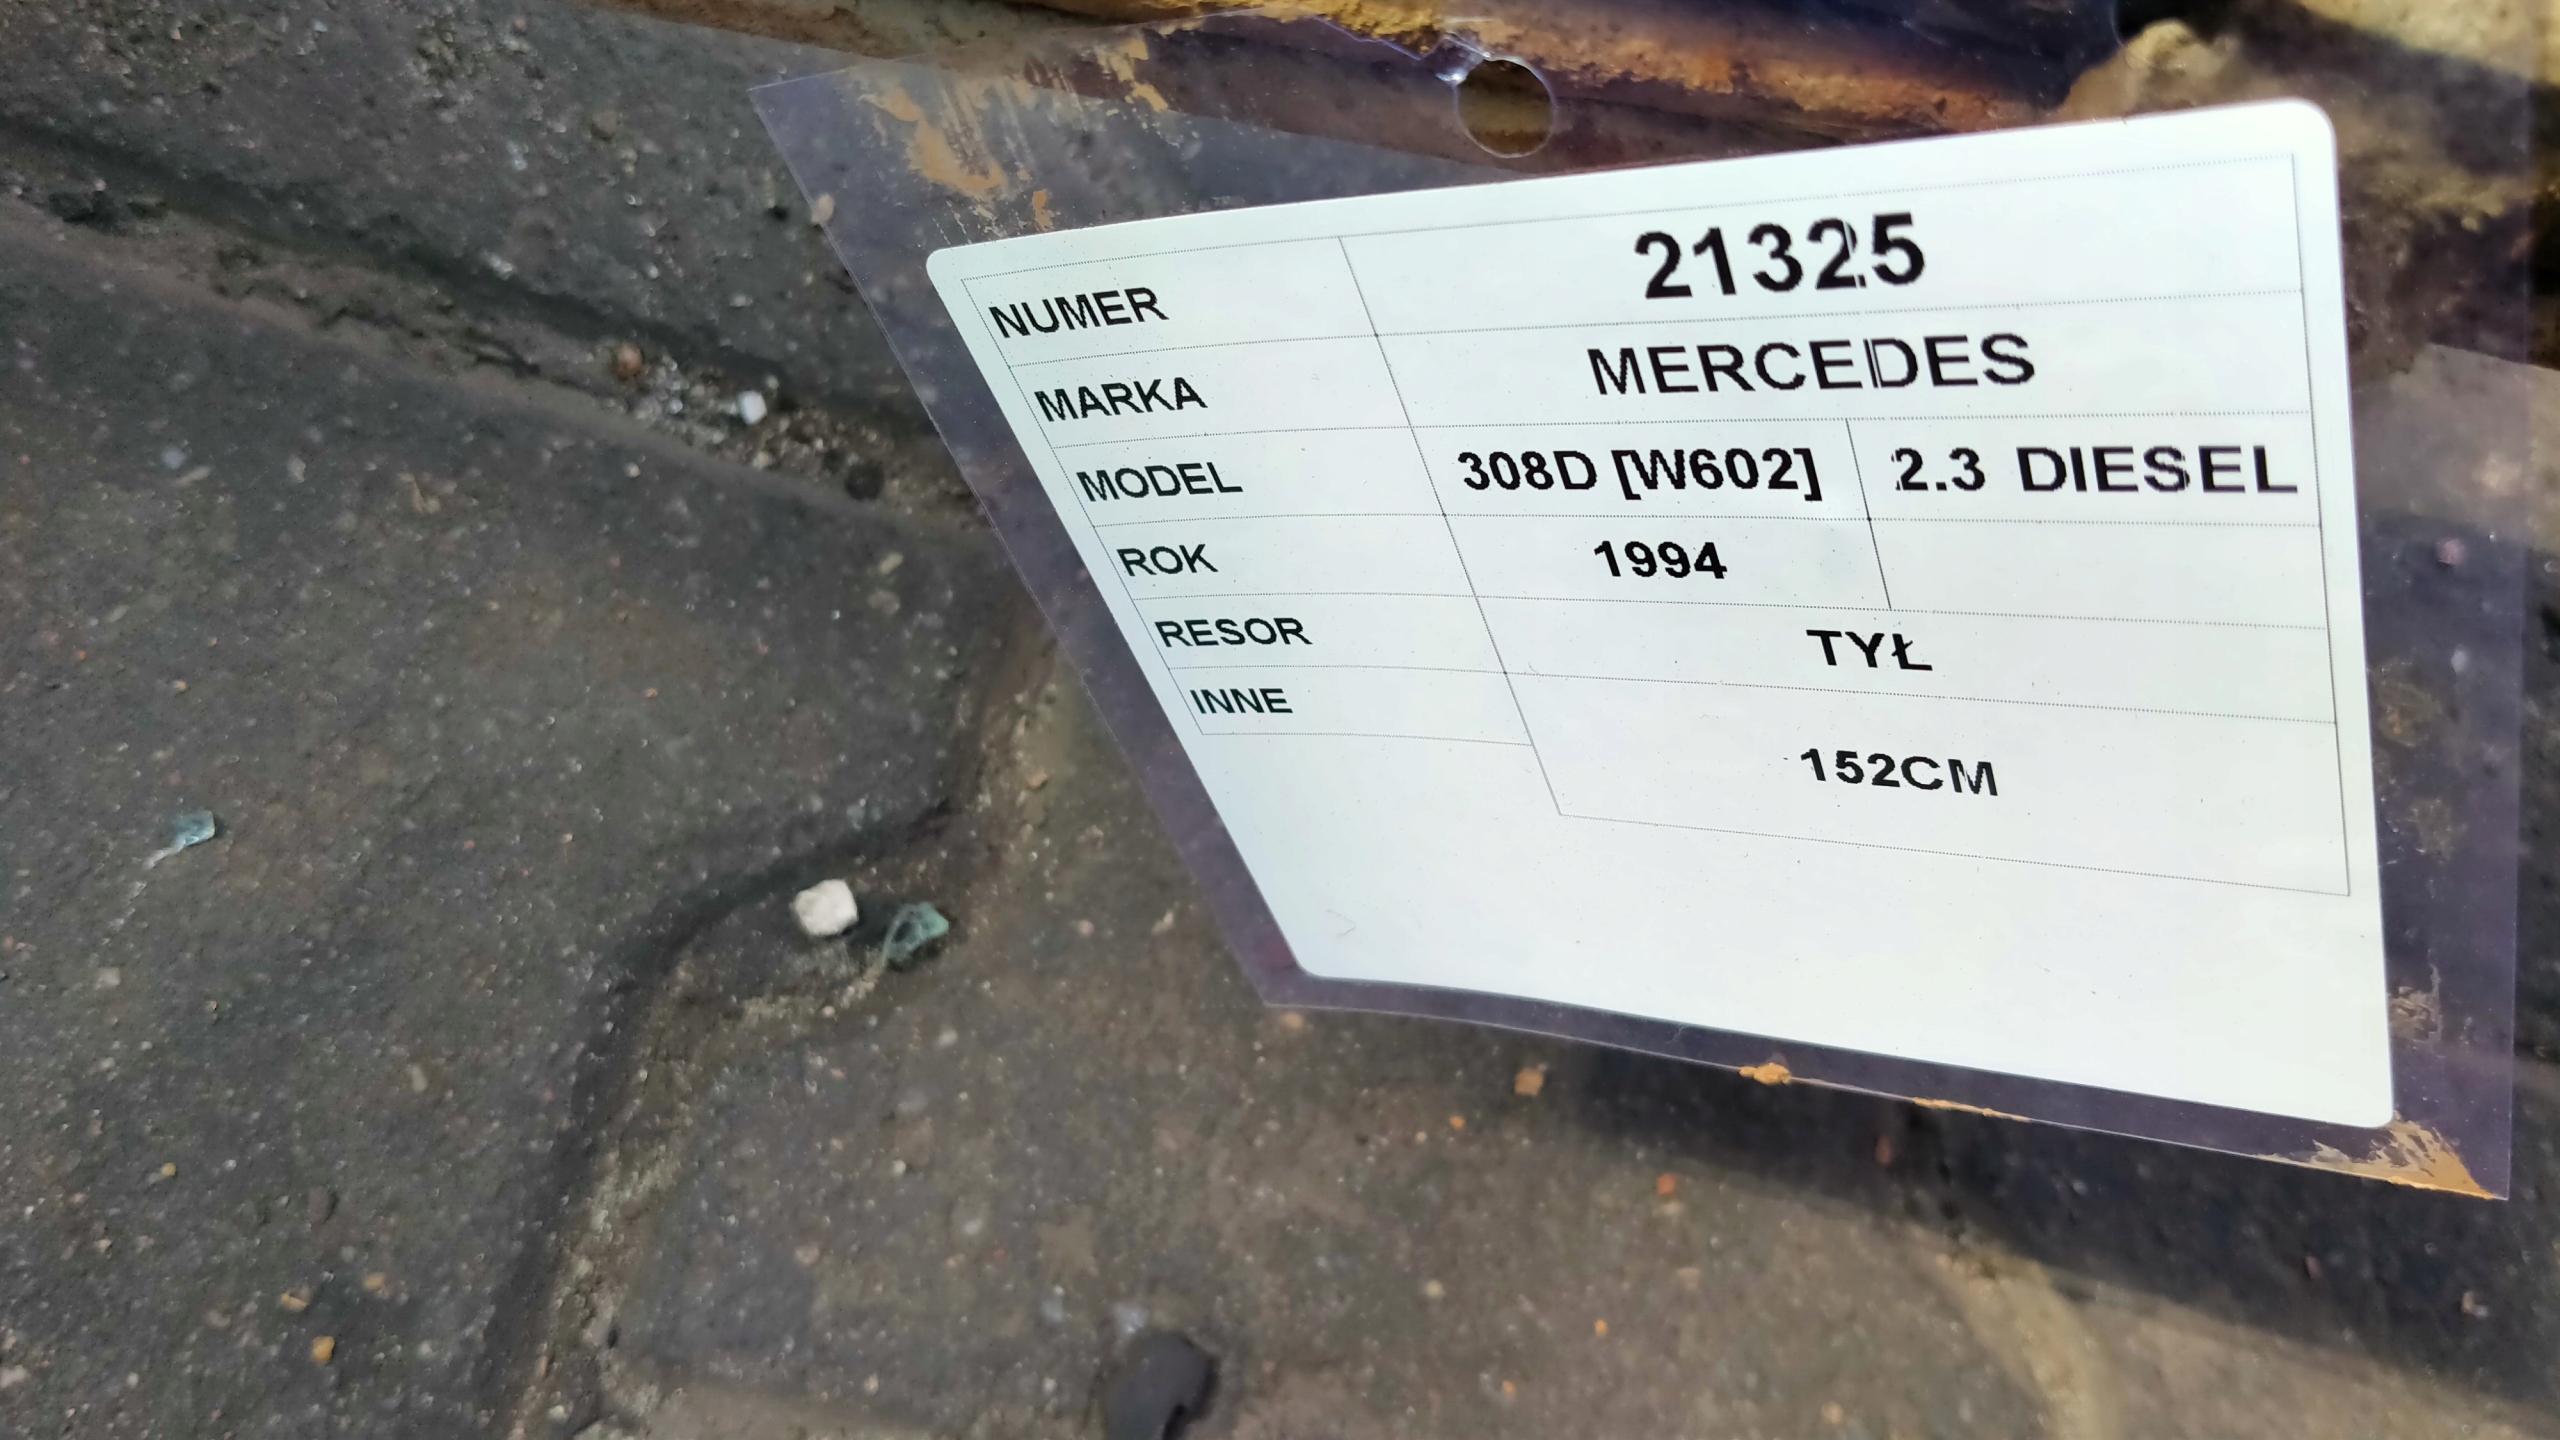 NUMER 21325
MARKA MERCEDES
MODEL 308D [W602] 2.3 DIESEL
ROK 1994
RESOR TYŁ
INNE 152CM